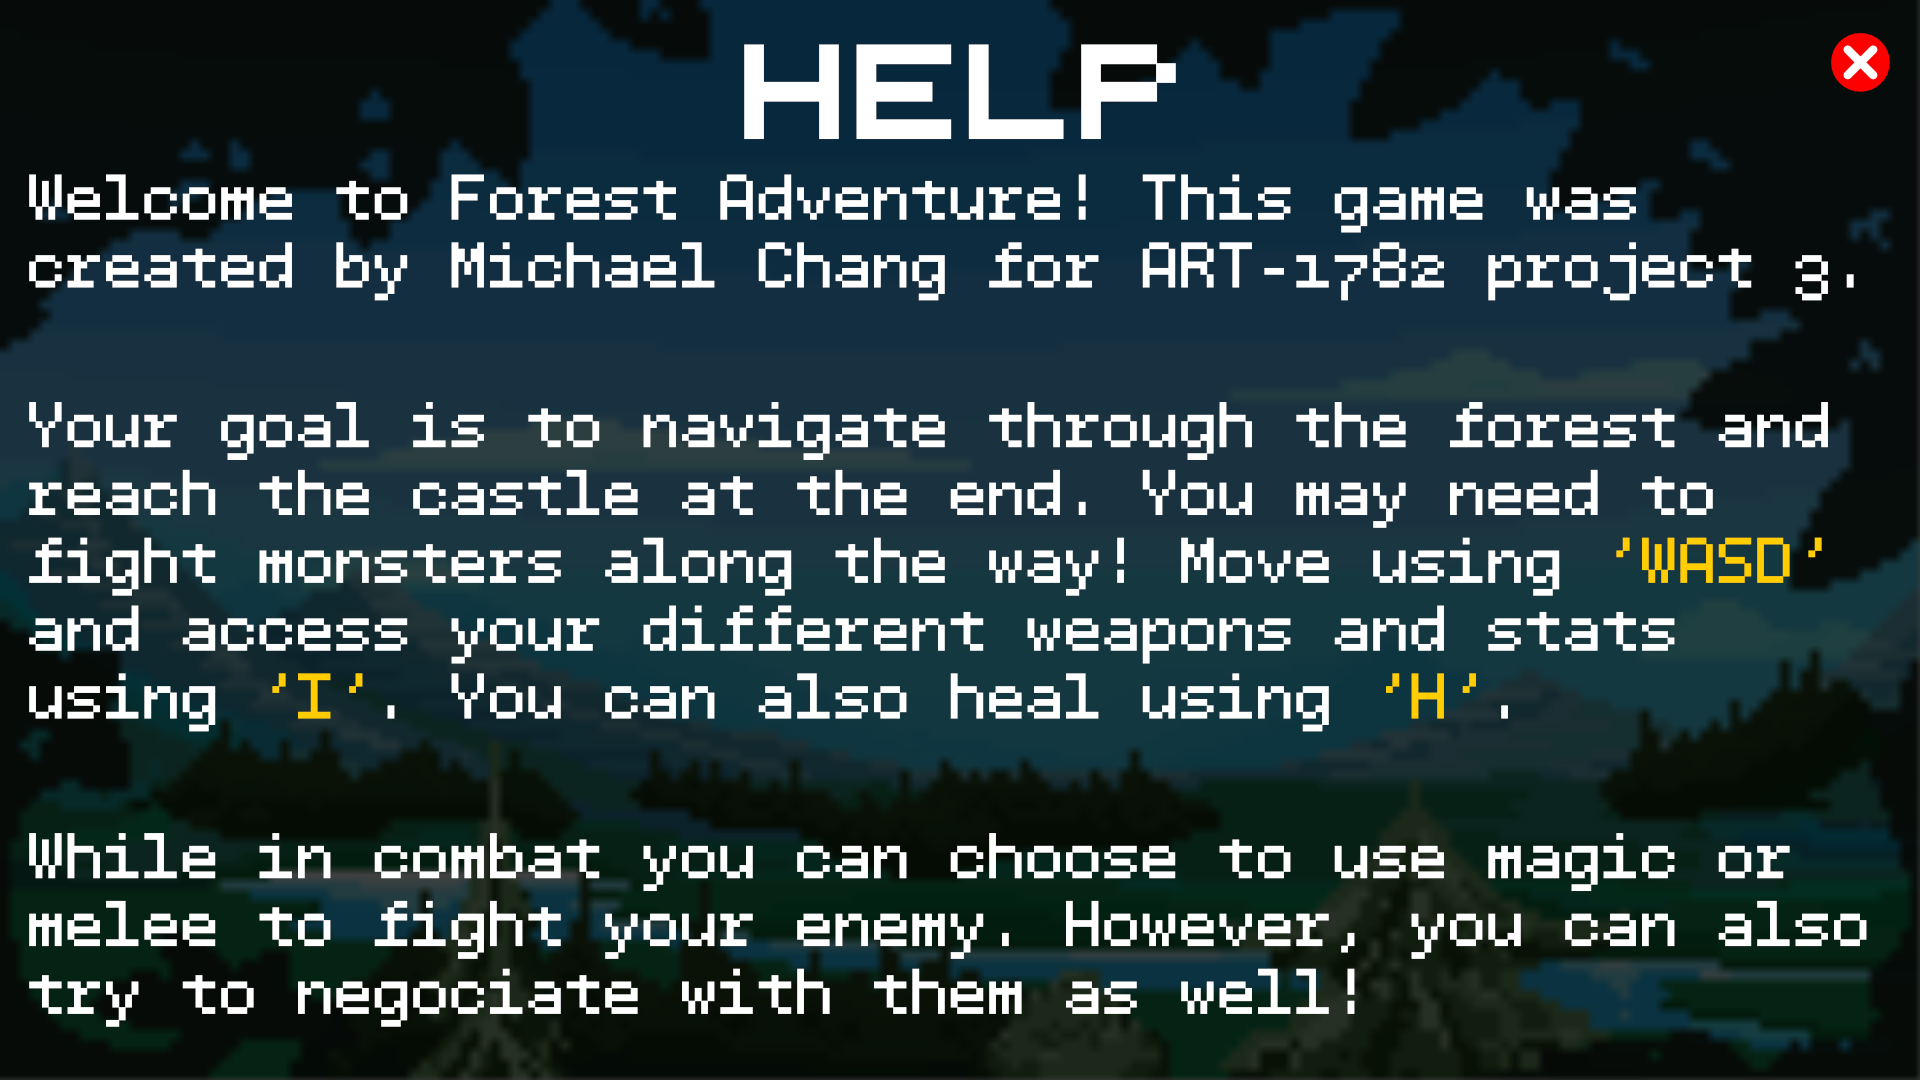 HELP
Welcome to Forest Adventure! This game was
created by Michael Chang for ART-1782 project 3.
Your goal is to navigate through the forest and
reach the castle at the end. You may need to
fight monsters along the way! Move using 'WASD'
and access your different weapons and stats
using 'I'. You can also heal using 'H'.
While in combat you can choose to use magic or
melee to fight your enemy. However, you can also
try to negociate with them as well!